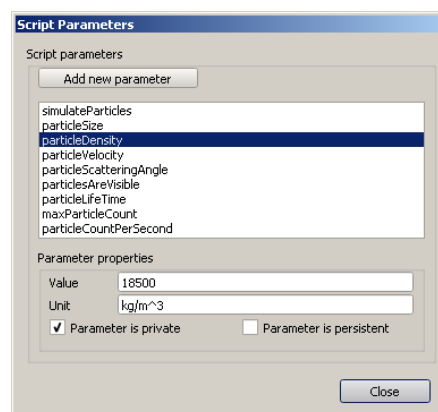 Script Parameters
Script parameters
Add new parameter
simulateParticles
particleSize
particleDensity
particleVelocity
particleScatteringAngle
particlesAreVisible
particleLifeTime
maxParticleCount
particleCountPerSecond
Parameter properties
Value 18500
Unit kg/m^3
Parameter is private Parameter is persistent
Close